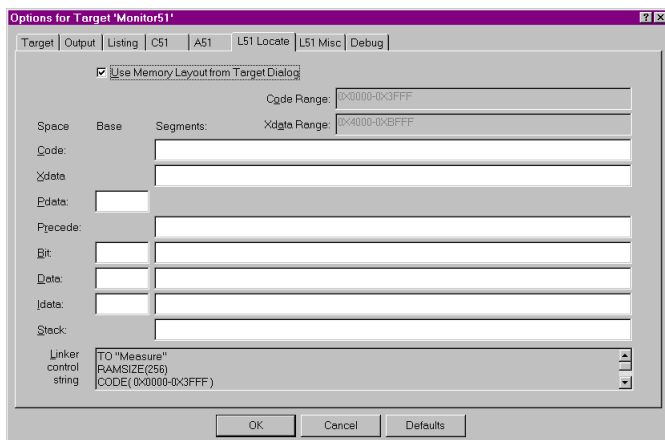 Options for Target 'Monitor51'
Target Output Listing C51 A51 L51 Locate L51 Misc Debug
Use Memory Layout from Target Dialog
Code Range: 0X0000-0X3FFF
Space Base Segments: Xdata Range: 0X4000-0XBFFF
Code:
Xdata
Pdata:
Precede:
Bit:
Data:
Idata:
Stack:
Linker control string
TO "Measure"
RAMSIZE(256)
CODE( 0X0000-0X3FFF )
OK Cancel Defaults